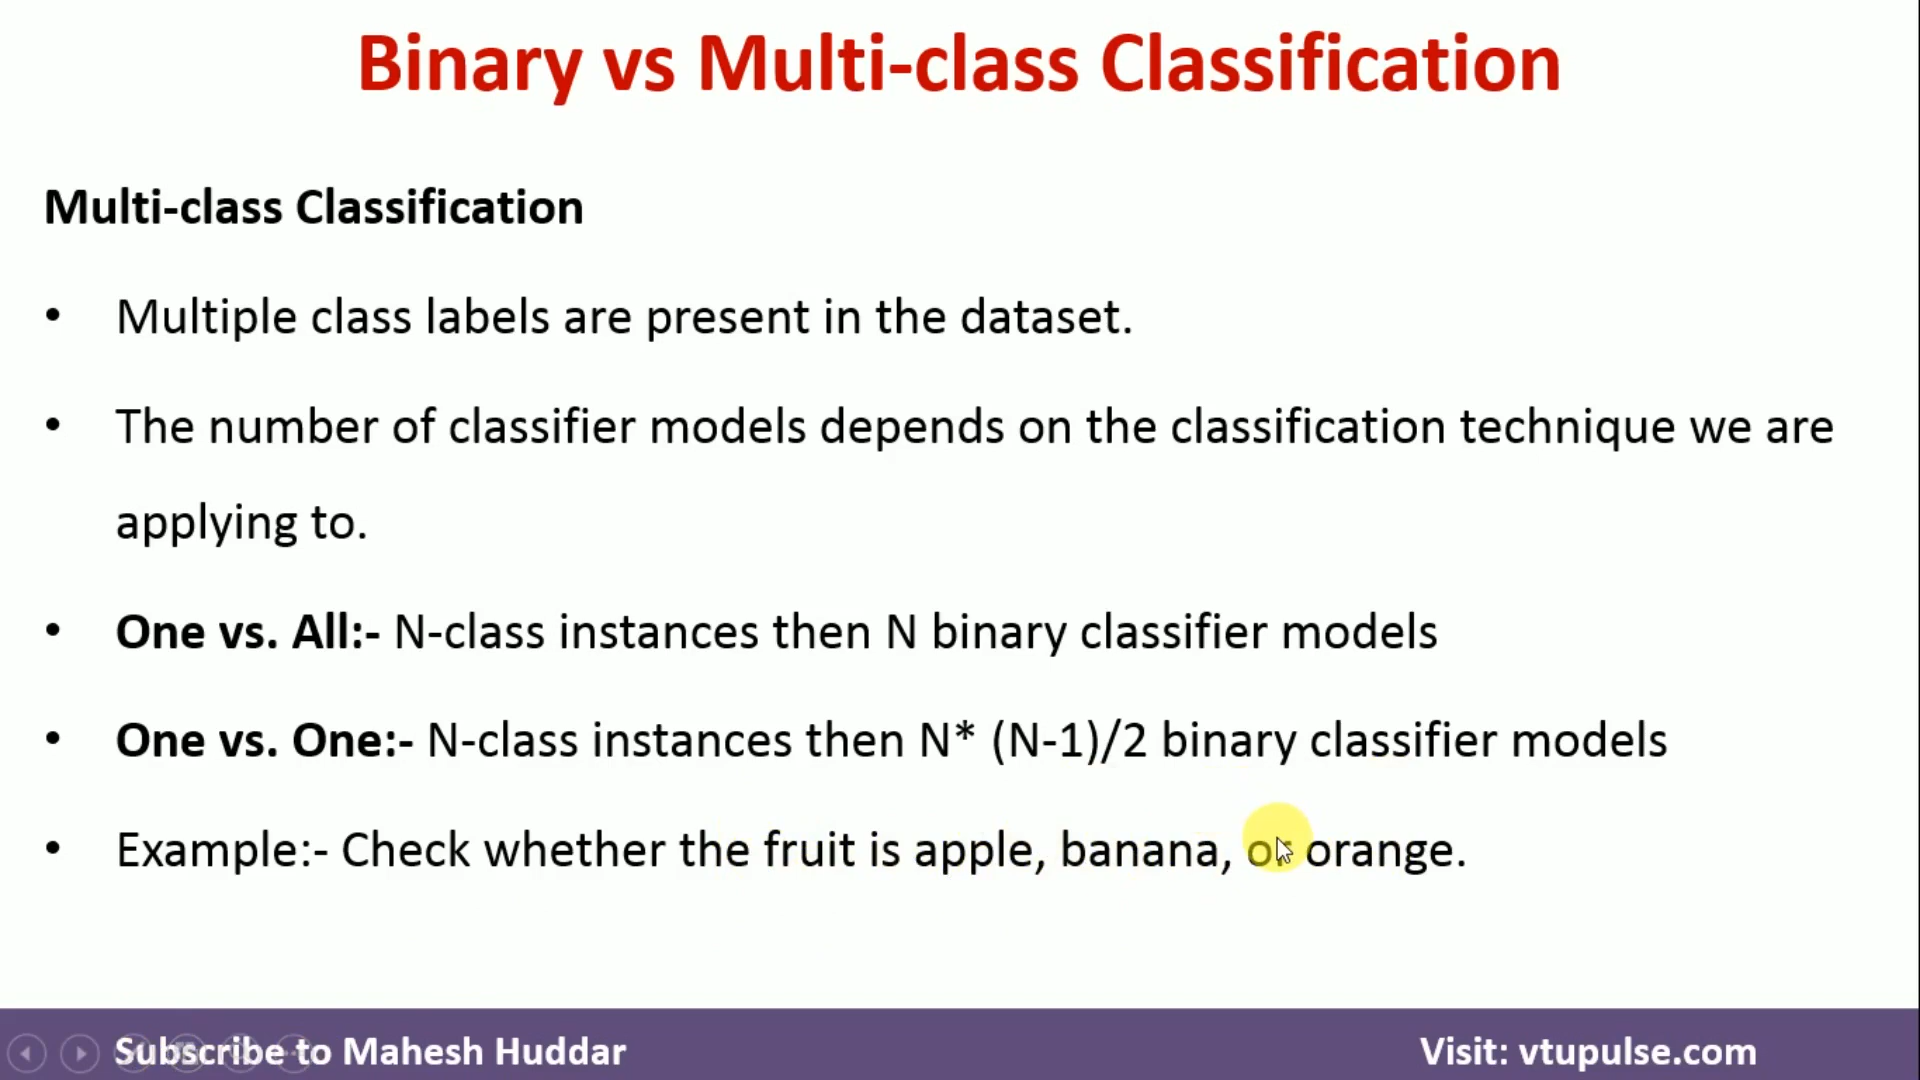 Binary vs Multi-class Classification
Multi-class Classification
• Multiple class labels are present in the dataset.
• The number of classifier models depends on the classification technique we are
applying to.
• One vs. All:- N-class instances then N binary classifier models
• One vs. One:- N-class instances then N* (N-1)/2 binary classifier models
• Example:- Check whether the fruit is apple, banana, or orange.
Subscribe to Mahesh Huddar
Visit: vtupulse.com